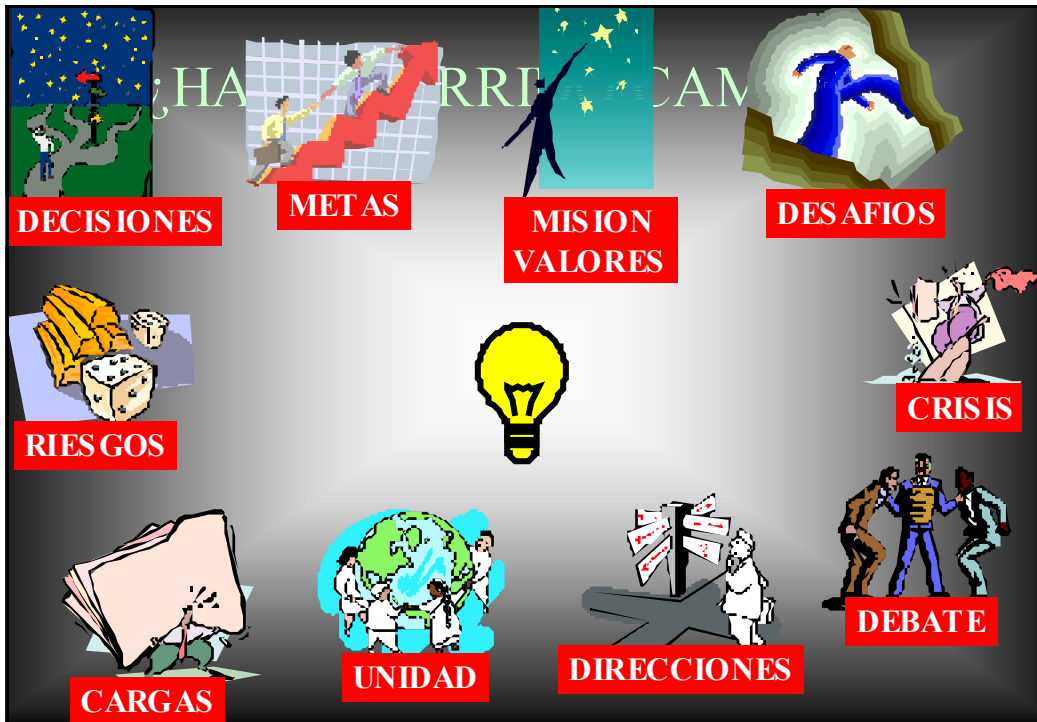 DECISIONES
METAS
MISION
VALORES
DESAFIOS
RIESGOS
CRISIS
CARGAS
UNIDAD
DIRECCIONES
DEBATE